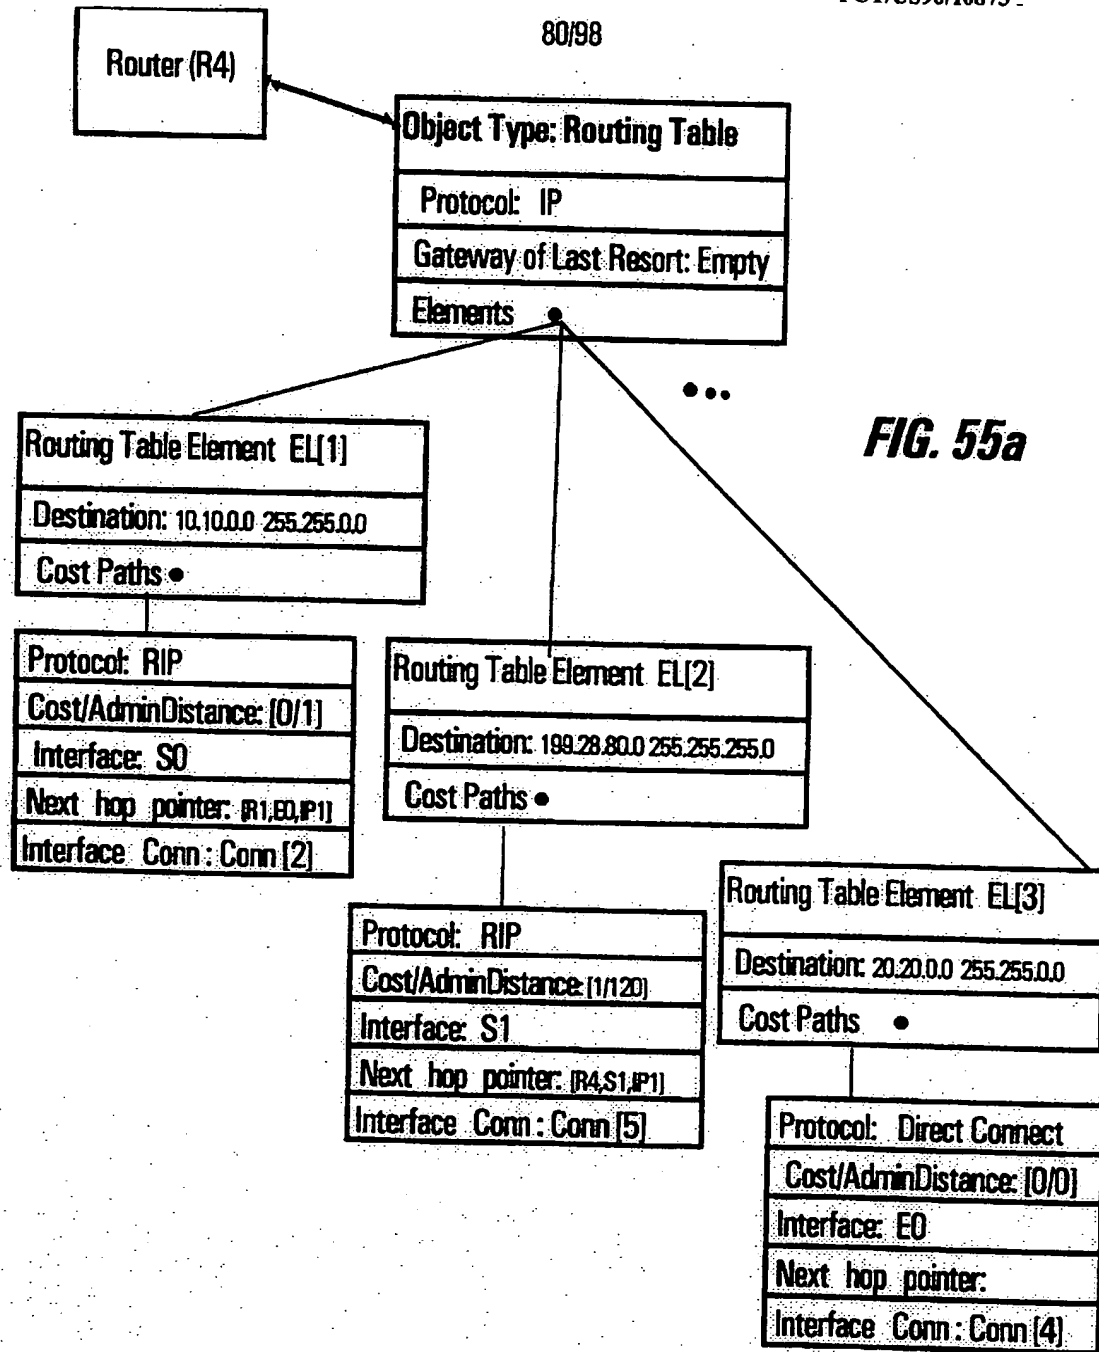 80/98
Router (R4)
Object Type: Routing Table
Protocol: IP
Gateway of Last Resort: Empty
Elements
FIG. 55a
Routing Table Element EL[1]
Destination: 10.10.0.0 255.255.0.0
Cost Paths
Protocol: RIP
Cost/AdminDistance: [0/1]
Interface: S0
Next hop pointer: [R1,E0,IP1]
Interface Conn : Conn [2]
Routing Table Element EL[2]
Destination: 199.28.80.0 255.255.255.0
Cost Paths
Protocol: RIP
Cost/AdminDistance: [1/120]
Interface: S1
Next hop pointer: [R4,S1,IP1]
Interface Conn : Conn [5]
Routing Table Element EL[3]
Destination: 20.20.0.0 255.255.0.0
Cost Paths
Protocol: Direct Connect
Cost/AdminDistance: [0/0]
Interface: E0
Next hop pointer:
Interface Conn : Conn [4]